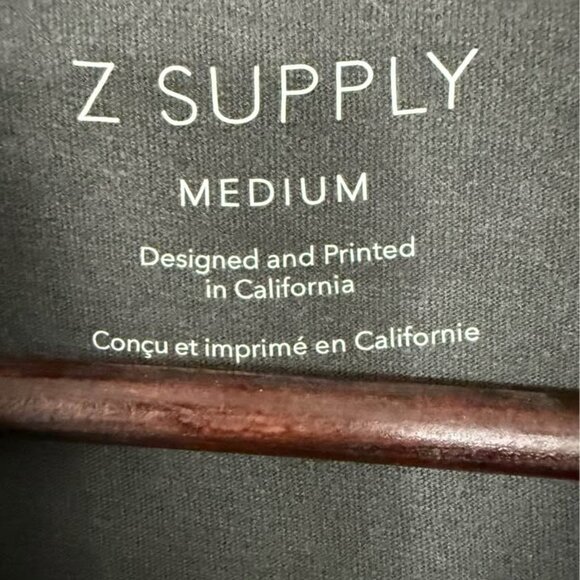 Z SUPPLY
MEDIUM
Designed and Printed
in California
Conçu et imprimé en Californie